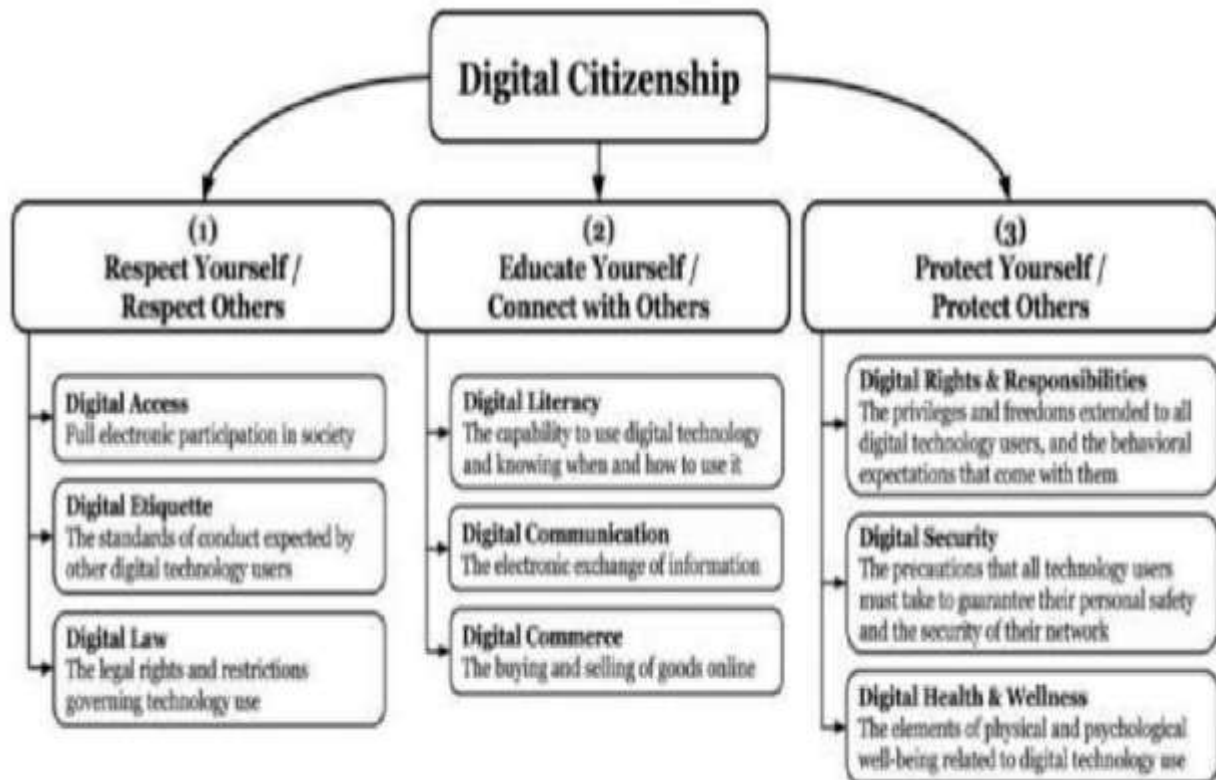 Digital Citizenship
(1)
Respect Yourself /
Respect Others
Digital Access
Full electronic participation in society
Digital Etiquette
The standards of conduct expected by
other digital technology users
Digital Law
The legal rights and restrictions
governing technology use
(2)
Educate Yourself /
Connect with Others
Digital Literacy
The capability to use digital technology
and knowing when and how to use it
Digital Communication
The electronic exchange of information
Digital Commerce
The buying and selling of goods online
(3)
Protect Yourself /
Protect Others
Digital Rights & Responsibilities
The privileges and freedoms extended to all
digital technology users, and the behavioral
expectations that come with them
Digital Security
The precautions that all technology users
must take to guarantee their personal safety
and the security of their network
Digital Health & Wellness
The elements of physical and psychological
well-being related to digital technology use